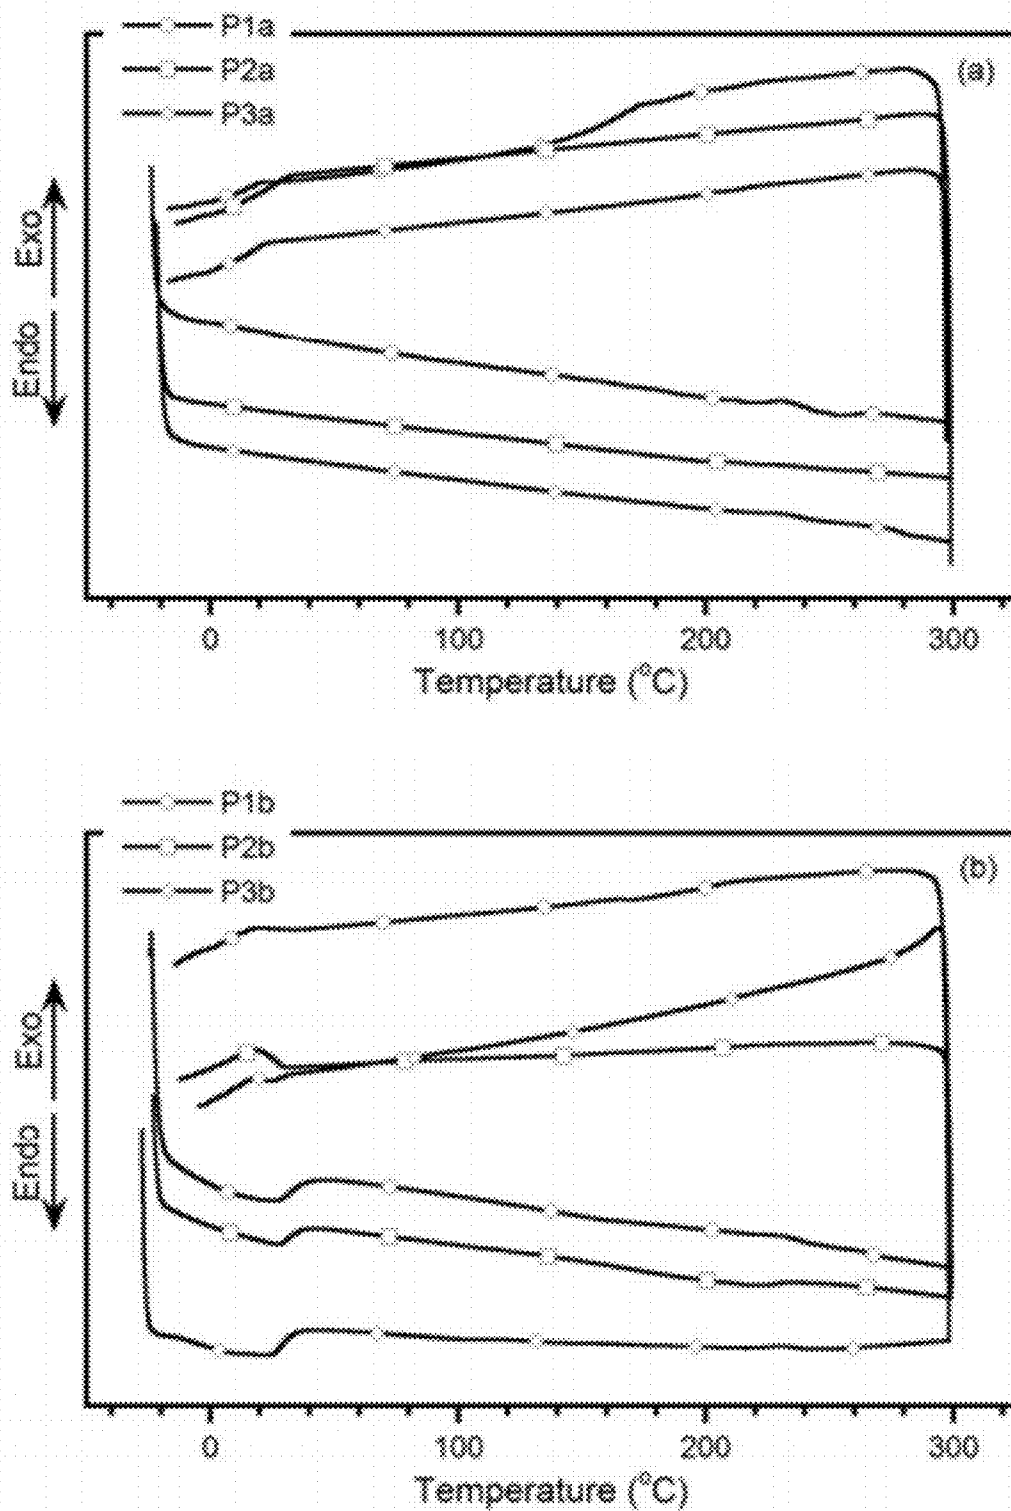 P1a
P2a
P3a
(a)
Exo
Endo
0 100 200 300
Temperature (°C)
P1b
P2b
P3b
(b)
Exo
Endo
0 100 200 300
Temperature (°C)